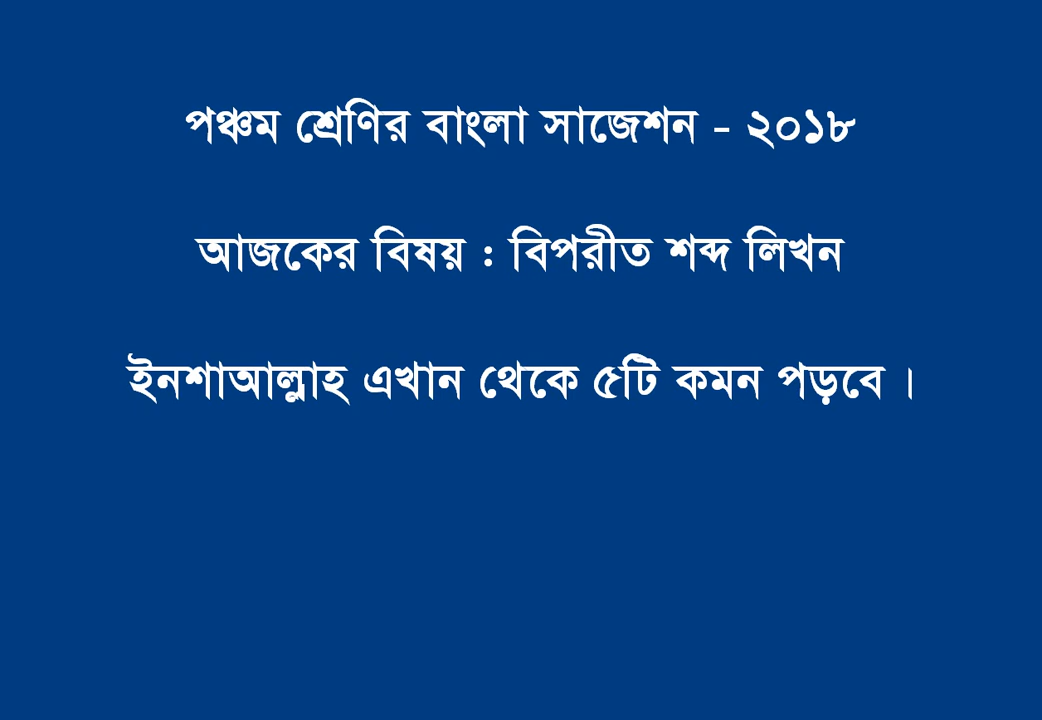 পঞ্চম শ্রেণির বাংলা সাজেশন - ২০১৮
আজকের বিষয় : বিপরীত শব্দ লিখন
ইনশাআল্লাহ এখান থেকে ৫টি কমন পড়বে ।